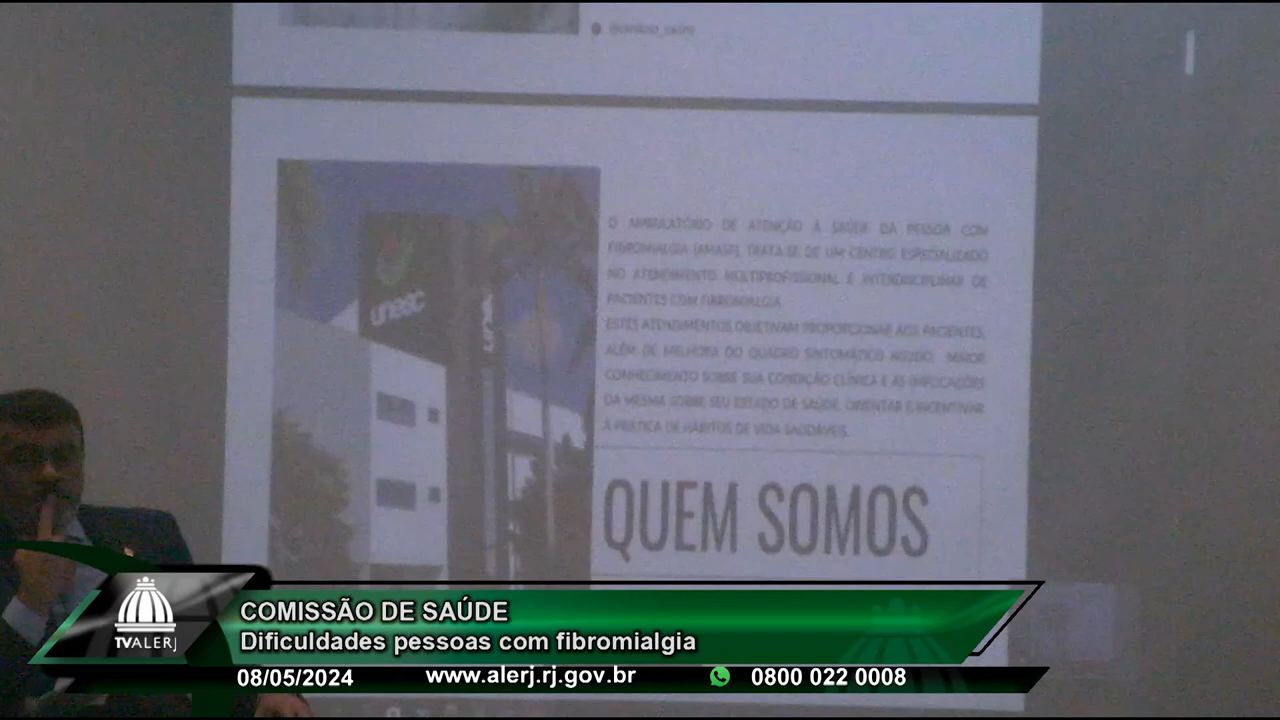 unesc
O AMBULATÓRIO DE ATENÇÃO À SAÚDE DA PESSOA COM
FIBROMIALGIA (AMASF), TRATA-SE DE UM CENTRO ESPECIALIZADO
NO ATENDIMENTO MULTIPROFISSIONAL E INTERDISCIPLINAR DE
PACIENTES COM FIBROMIALGIA.
ESTES ATENDIMENTOS OBJETIVAM PROPORCIONAR AOS PACIENTES,
ALÉM DE MELHORA DO QUADRO SINTOMÁTICO AGUDO, MAIOR
CONHECIMENTO SOBRE SUA CONDIÇÃO CLÍNICA E AS IMPLICAÇÕES
DA MESMA SOBRE SEU ESTADO DE SAÚDE, ORIENTAR E INCENTIVAR
À PRÁTICA DE HÁBITOS DE VIDA SAUDÁVEIS.
QUEM SOMOS
COMISSÃO DE SAÚDE
Dificuldades pessoas com fibromialgia
TVALERJ
08/05/2024 www.alerj.rj.gov.br 0800 022 0008